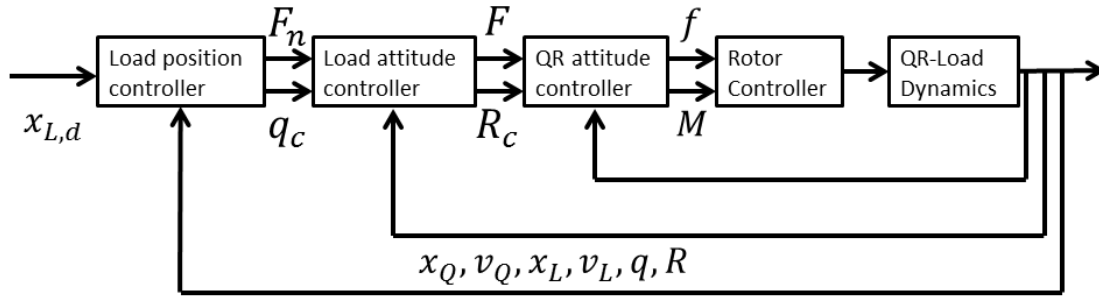 F_n F f
Load position controller
Load attitude controller
QR attitude controller
Rotor Controller
QR-Load Dynamics
x_{L,d} q_c R_c M
x_Q, v_Q, x_L, v_L, q, R